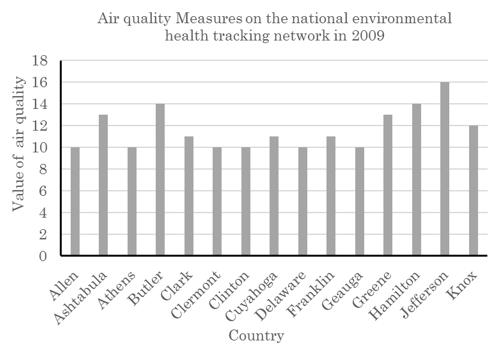 Air quality Measures on the national environmental
health tracking network in 2009
Value of air quality
18
16
14
12
10
8
6
4
2
0
Allen
Ashtabula
Athens
Butler
Clark
Clermont
Clinton
Cuyahoga
Delaware
Franklin
Geauga
Greene
Hamilton
Jefferson
Knox
Country